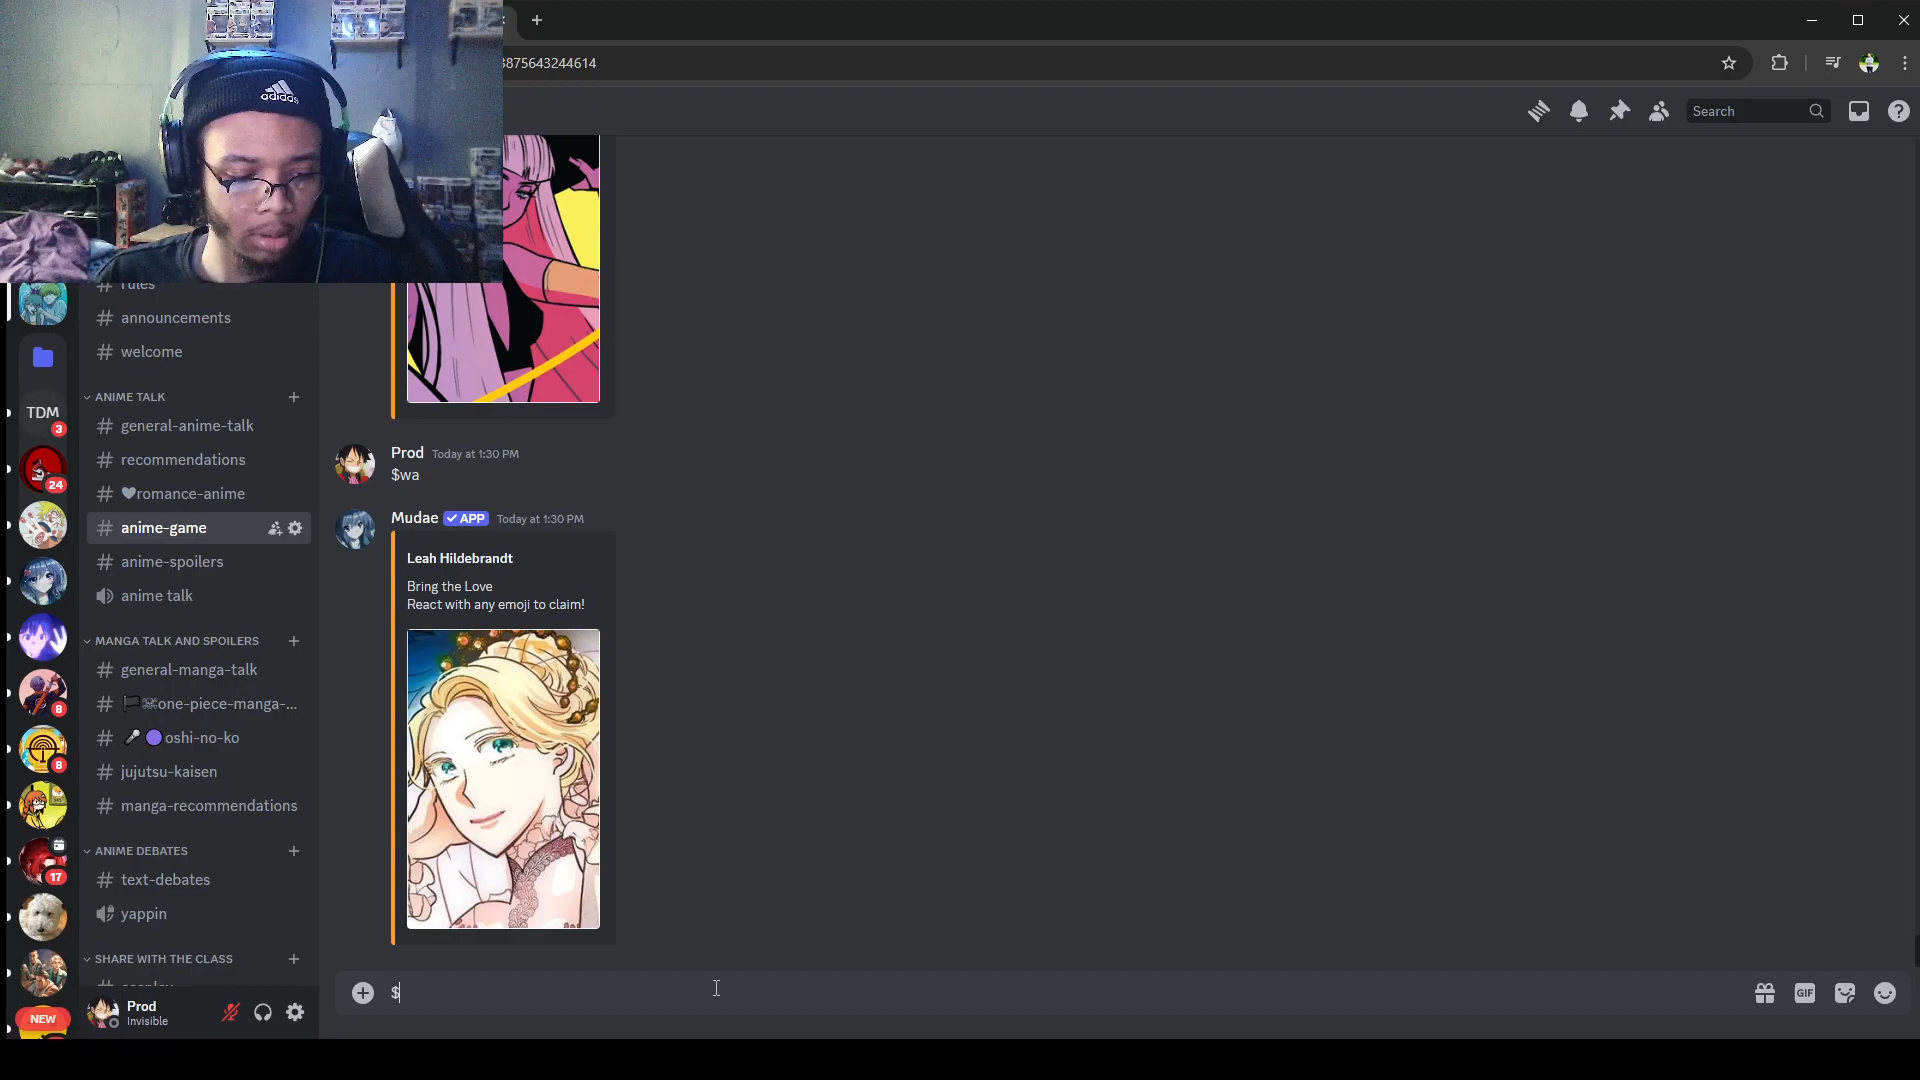 adidas
3875643244614
Search
rules
announcements
welcome
ANIME TALK
general-anime-talk
recommendations
romance-anime
anime-game
anime-spoilers
anime talk
MANGA TALK AND SPOILERS
general-manga-talk
one-piece-manga-...
oshi-no-ko
jujutsu-kaisen
manga-recommendations
ANIME DEBATES
text-debates
yappin
SHARE WITH THE CLASS
TDM
3
24
8
8
17
NEW
Prod
Invisible
Prod Today at 1:30 PM
$wa
Mudae APP Today at 1:30 PM
Leah Hildebrandt
Bring the Love
React with any emoji to claim!
$
GIF